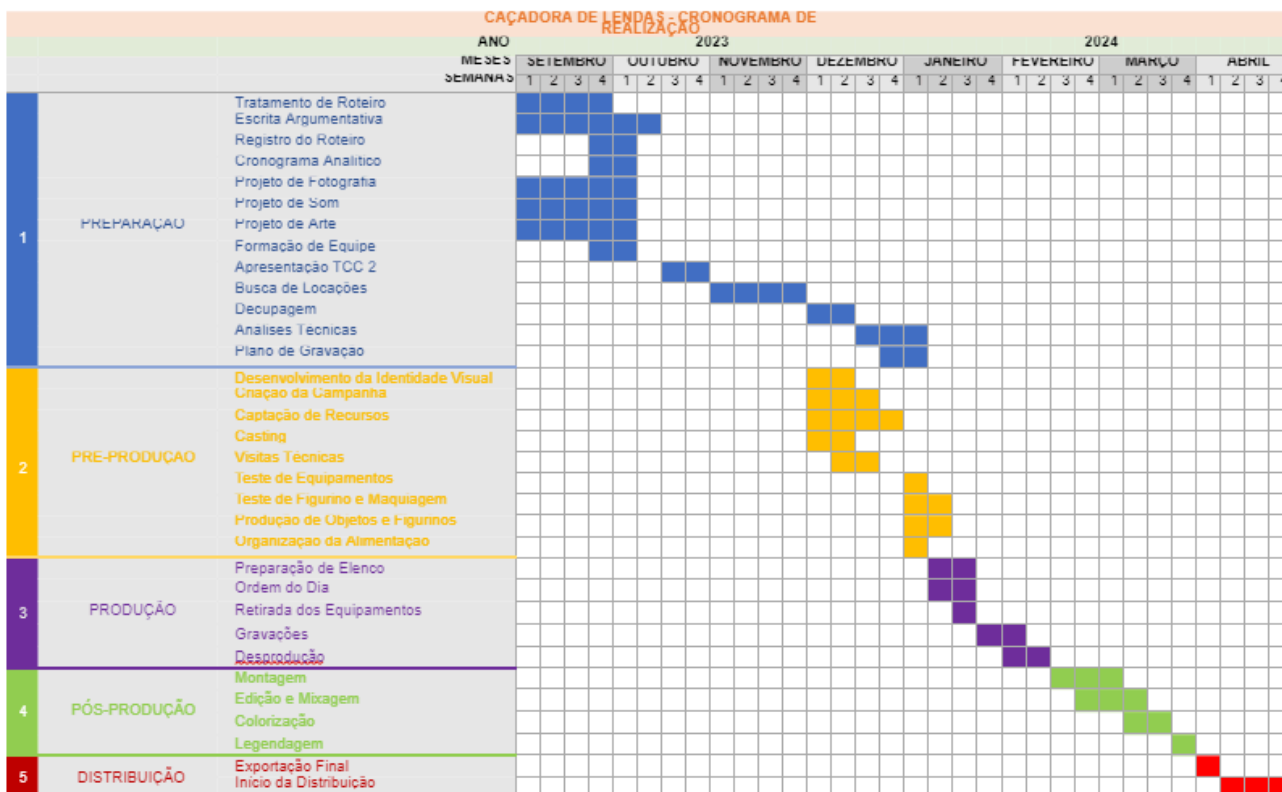 CAÇADORA DE LENDAS - CRONOGRAMA DE
REALIZAÇÃO
ANO 2023 2024
MESES SETEMBRO OUTUBRO NOVEMBRO DEZEMBRO JANEIRO FEVEREIRO MARÇO ABRIL
SEMANAS 1 2 3 4 1 2 3 4 1 2 3 4 1 2 3 4 1 2 3 4 1 2 3 4 1 2 3 4 1 2 3 4
Tratamento de Roteiro
Escrita Argumentativa
Registro do Roteiro
Cronograma Analítico
Projeto de Fotografia
Projeto de Som
1 PREPARAÇÃO Projeto de Arte
Formação de Equipe
Apresentação TCC 2
Busca de Locações
Decupagem
Análises Técnicas
Plano de Gravação
Desenvolvimento da Identidade Visual
Criação da Campanha
Captação de Recursos
Casting
2 PRÉ-PRODUÇÃO Visitas Técnicas
Teste de Equipamentos
Teste de Figurino e Maquiagem
Produção de Objetos e Figurinos
Organização da Alimentação
Preparação de Elenco
Ordem do Dia
3 PRODUÇÃO Retirada dos Equipamentos
Gravações
Desprodução
Montagem
4 PÓS-PRODUÇÃO Edição e Mixagem
Colorização
Legendagem
Exportação Final
5 DISTRIBUIÇÃO Início da Distribuição